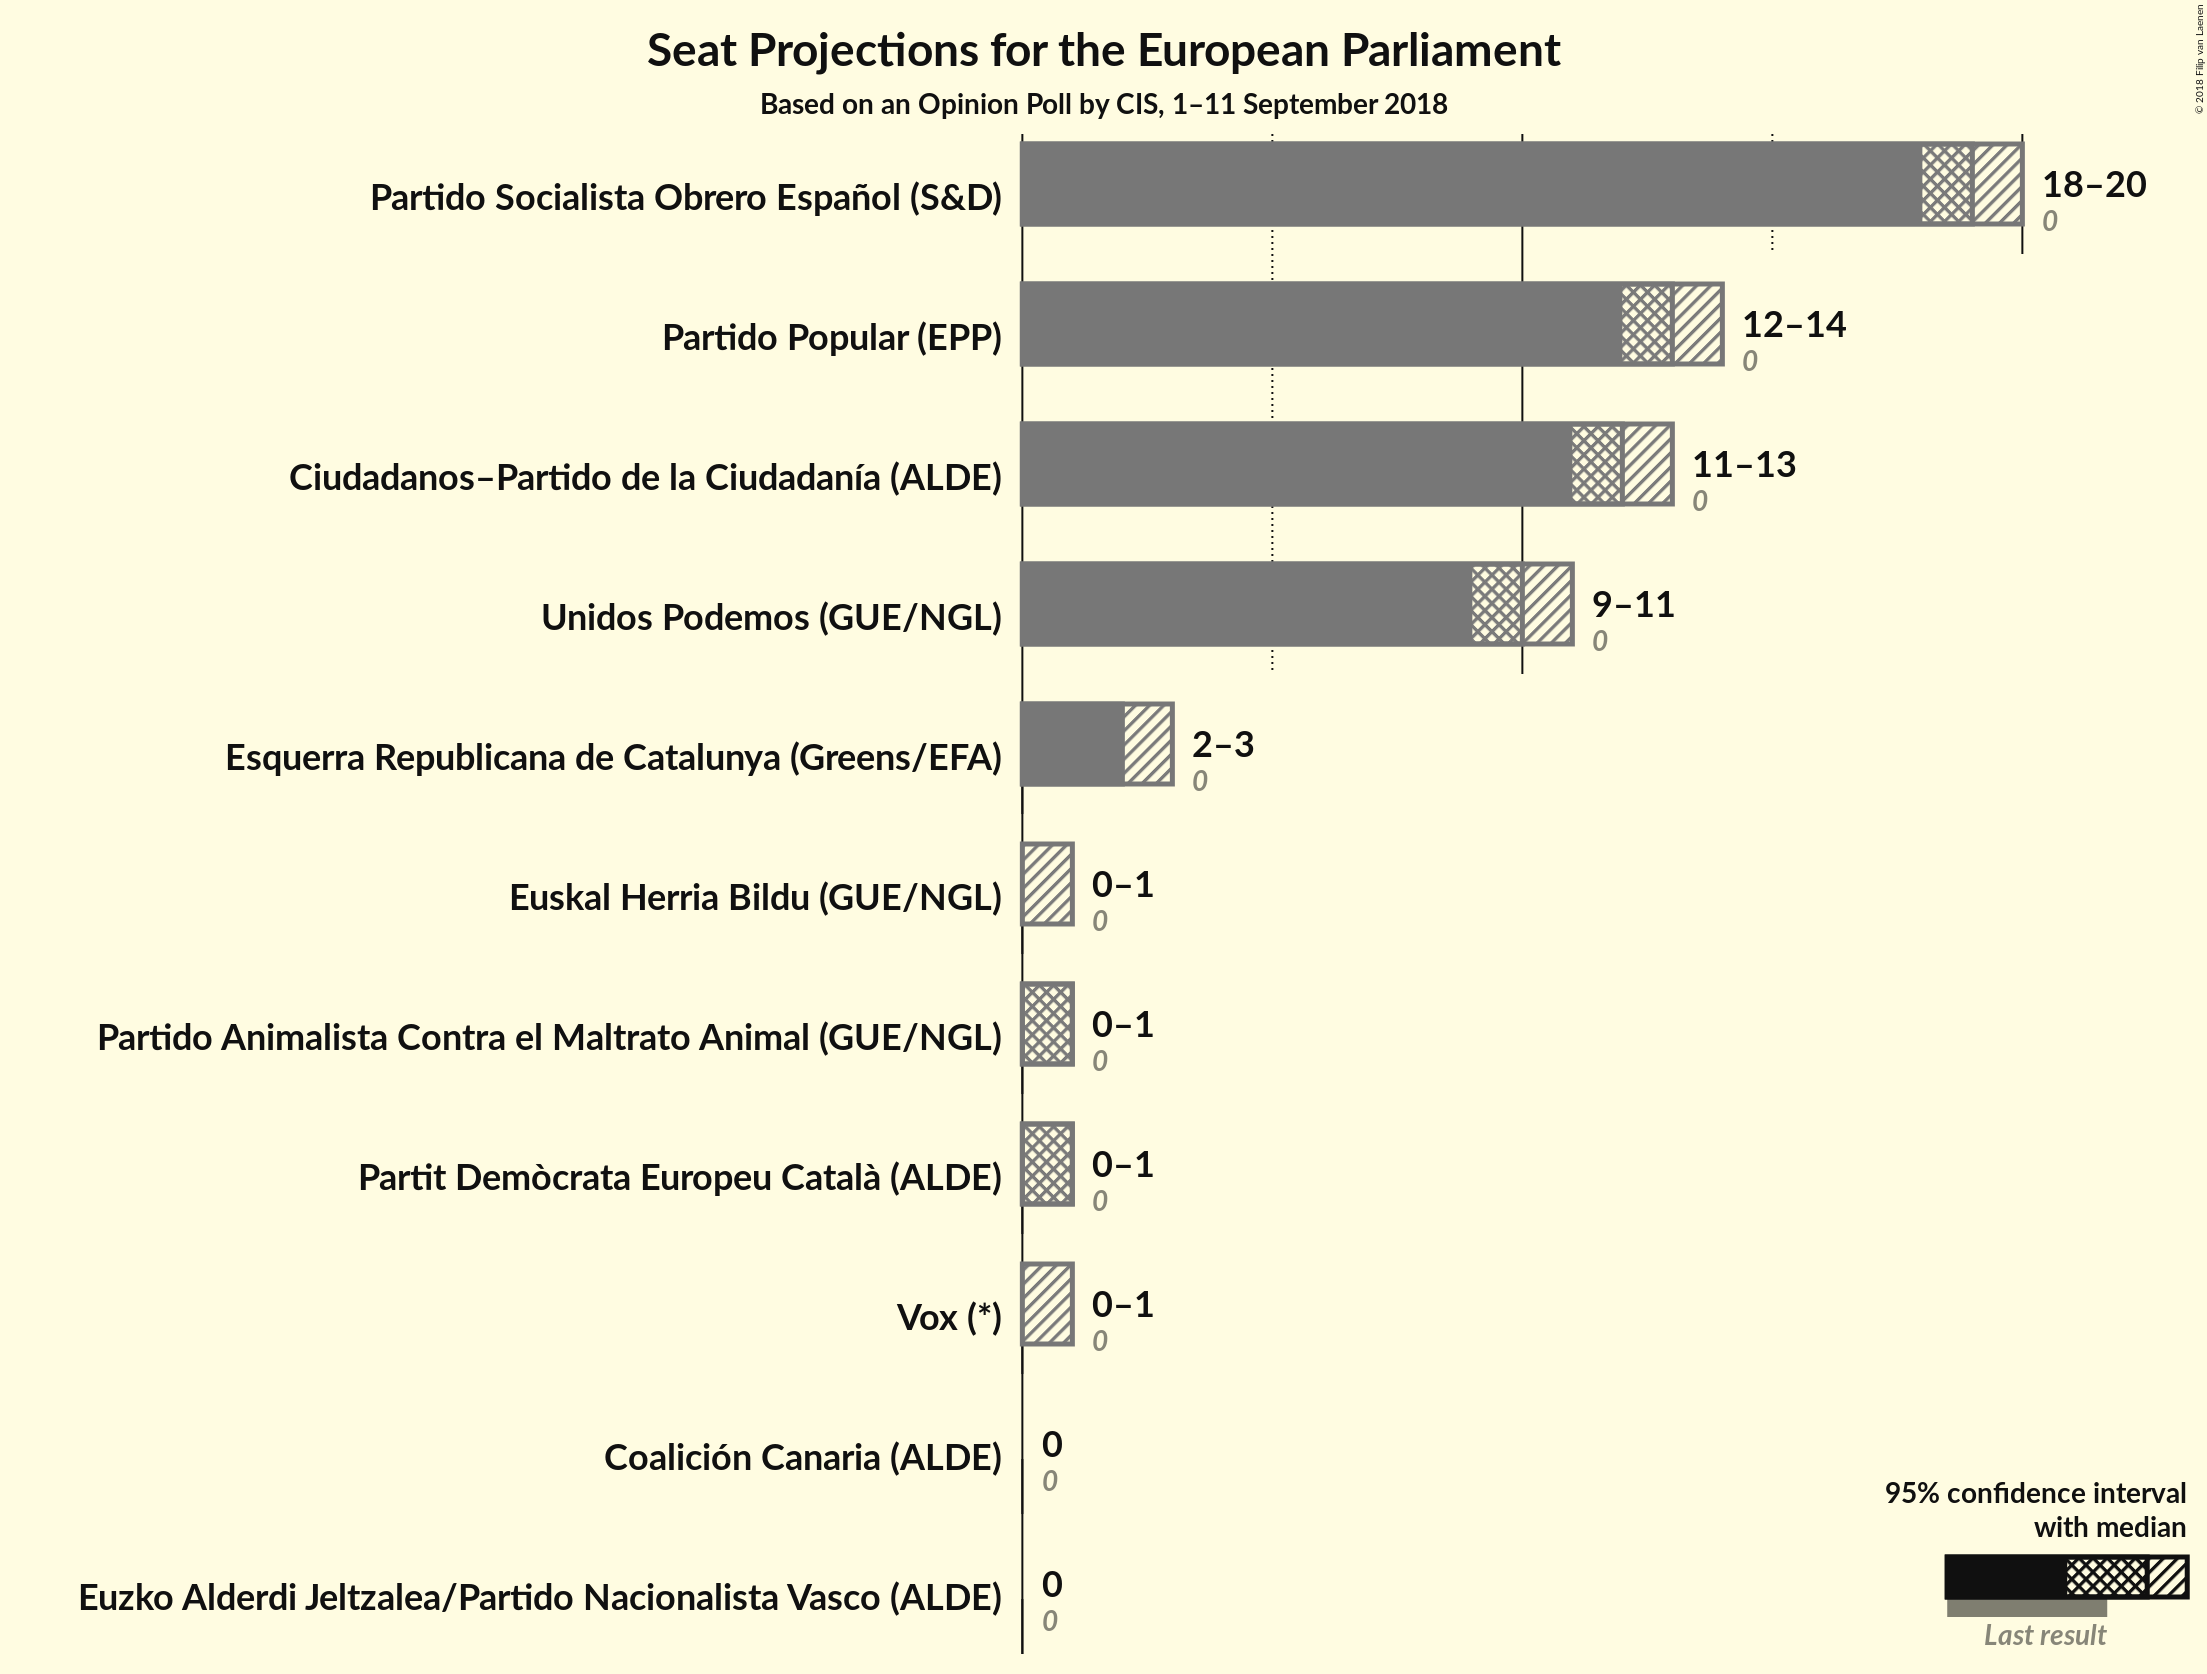 Seat Projections for the European Parliament
Based on an Opinion Poll by CIS, 1–11 September 2018
© 2018 Filip van Laenen
Partido Socialista Obrero Español (S&D)
18–20
0
Partido Popular (EPP)
12–14
0
Ciudadanos–Partido de la Ciudadanía (ALDE)
11–13
0
Unidos Podemos (GUE/NGL)
9–11
0
Esquerra Republicana de Catalunya (Greens/EFA)
2–3
0
Euskal Herria Bildu (GUE/NGL)
0–1
0
Partido Animalista Contra el Maltrato Animal (GUE/NGL)
0–1
0
Partit Demòcrata Europeu Català (ALDE)
0–1
0
Vox (*)
0–1
0
Coalición Canaria (ALDE)
0
0
Euzko Alderdi Jeltzalea/Partido Nacionalista Vasco (ALDE)
0
0
95% confidence interval
with median
Last result